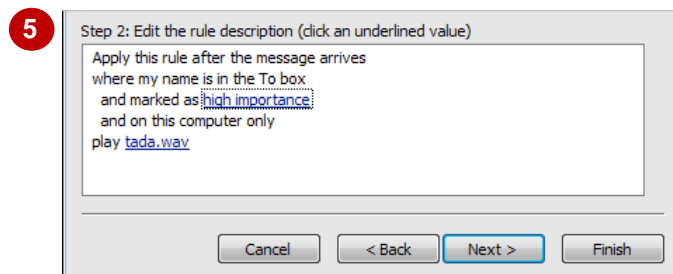 5
Step 2: Edit the rule description (click an underlined value)
Apply this rule after the message arrives
where my name is in the To box
and marked as high importance
and on this computer only
play tada.wav
Cancel
< Back
Next >
Finish